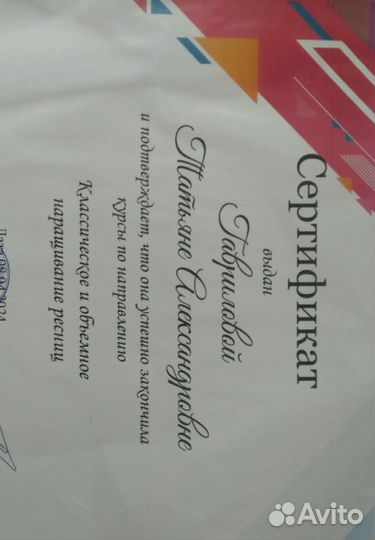 Сертификат
выдан
Гавриловой
Татьяне Александровне
и подтверждает, что она успешно закончила
курсы по направлению
Классическое и объемное
наращивание ресниц
Avito